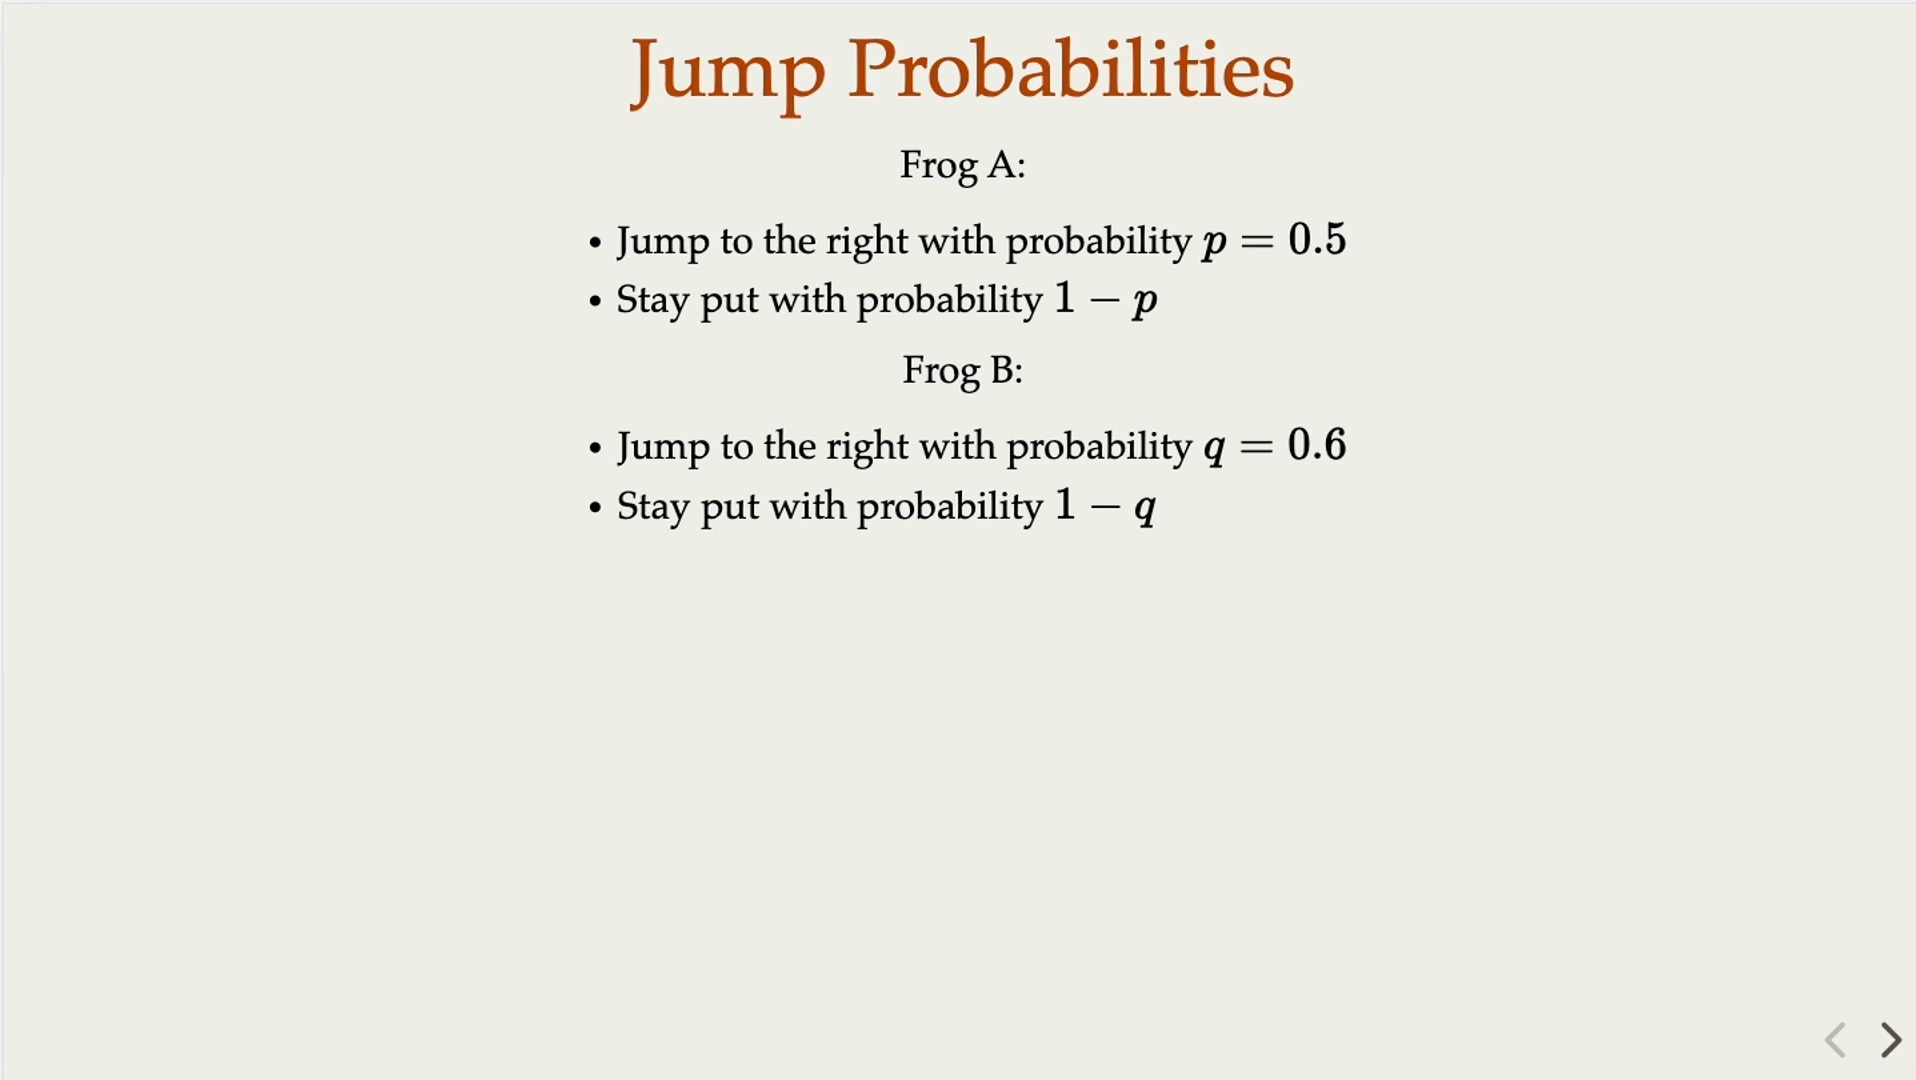 Jump Probabilities
Frog A:
• Jump to the right with probability p = 0.5
• Stay put with probability 1 − p
Frog B:
• Jump to the right with probability q = 0.6
• Stay put with probability 1 − q